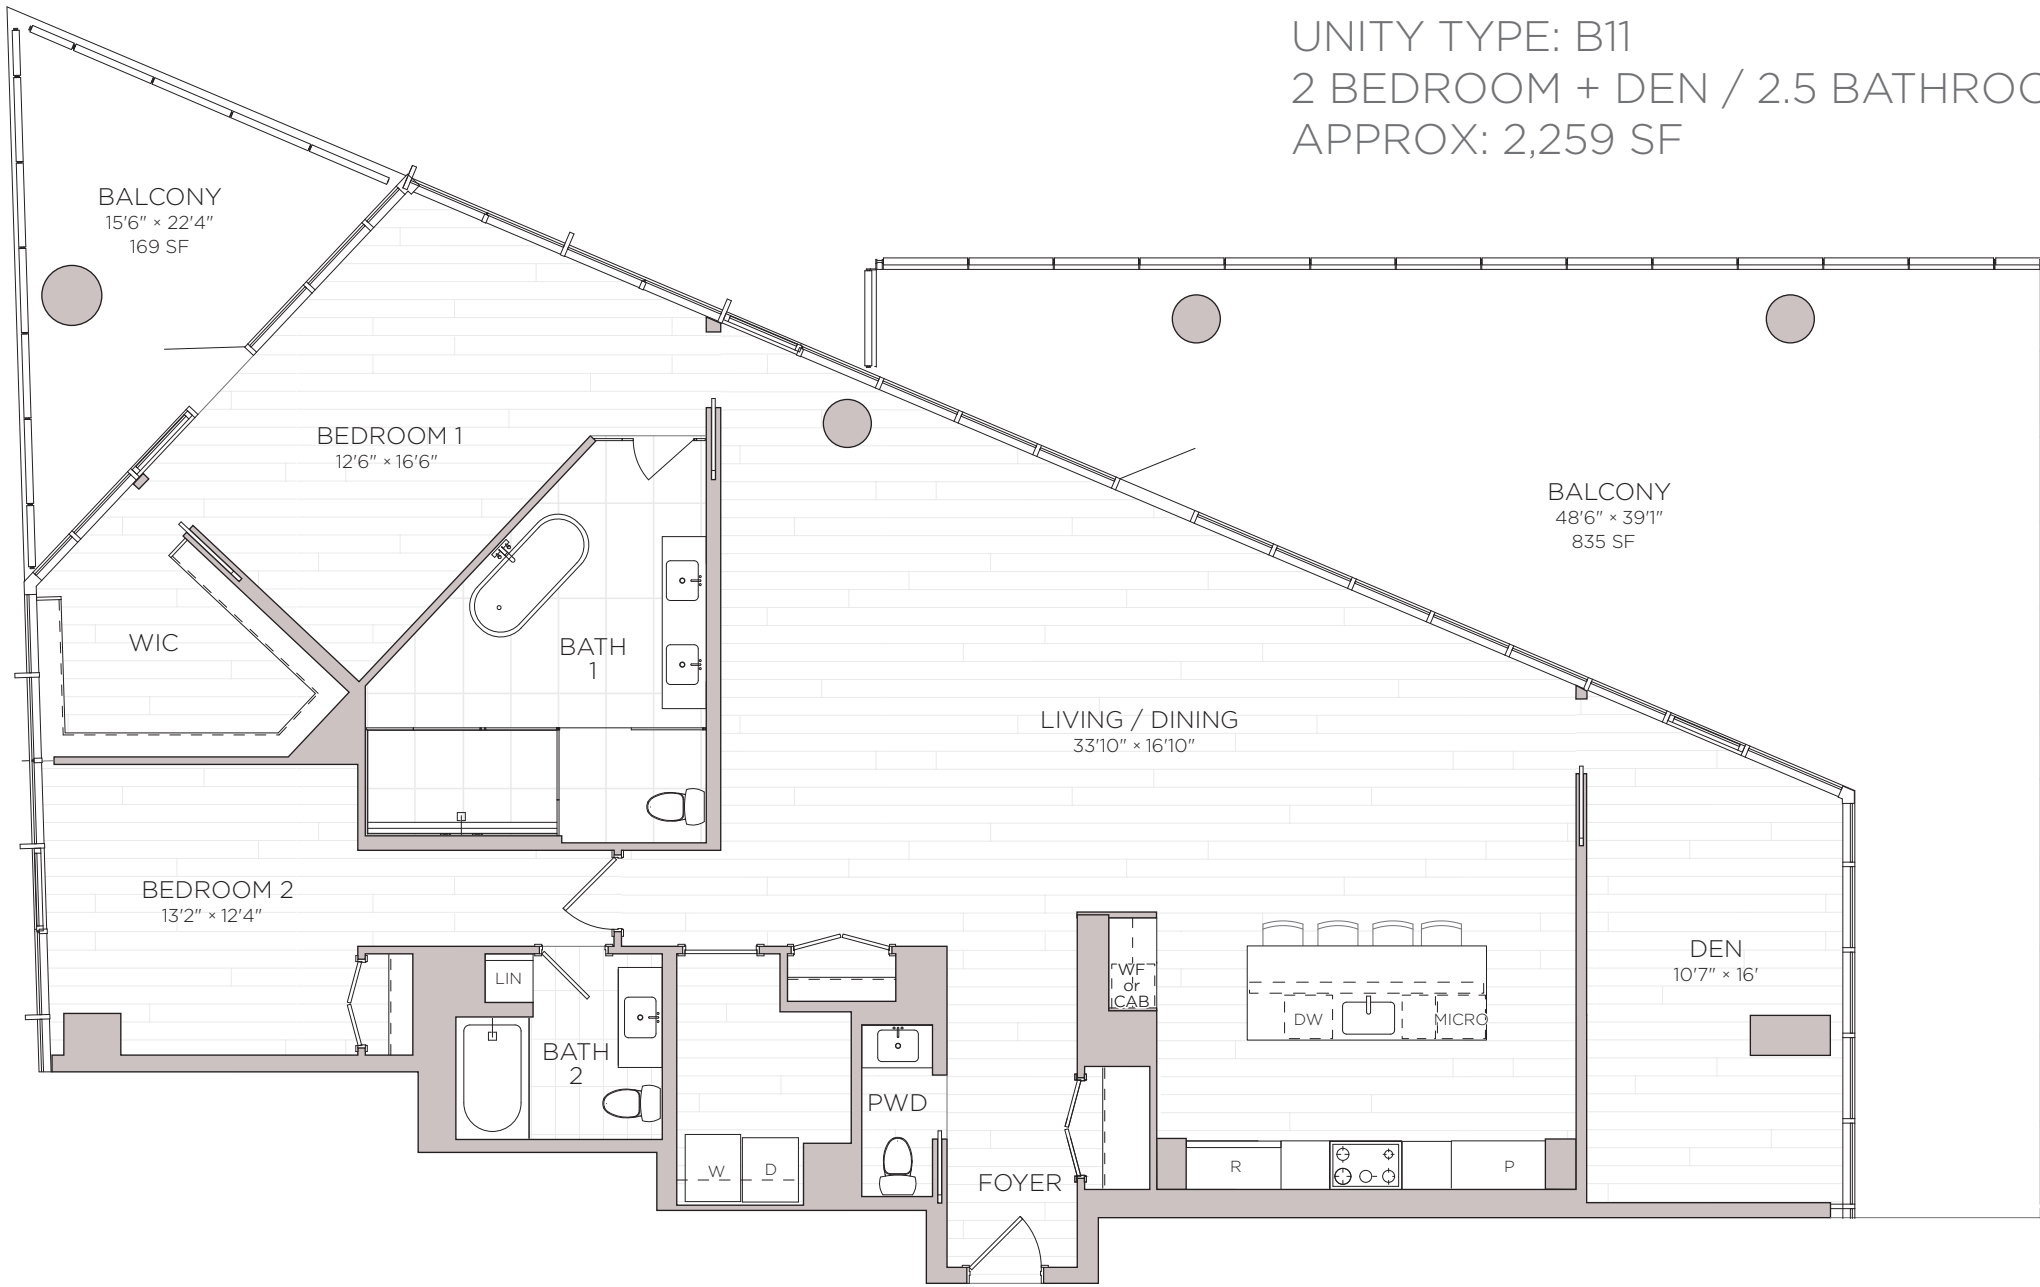 UNITY TYPE: B11
2 BEDROOM + DEN / 2.5 BATHROO
APPROX: 2,259 SF
BALCONY
15'6" × 22'4"
169 SF
BEDROOM 1
12'6" × 16'6"
BALCONY
48'6" × 39'1"
835 SF
WIC
BATH
1
LIVING / DINING
33'10" × 16'10"
BEDROOM 2
13'2" × 12'4"
DEN
10'7" × 16'
LIN
WF
or
CAB
DW
MICRO
BATH
2
PWD
W
D
FOYER
R
P